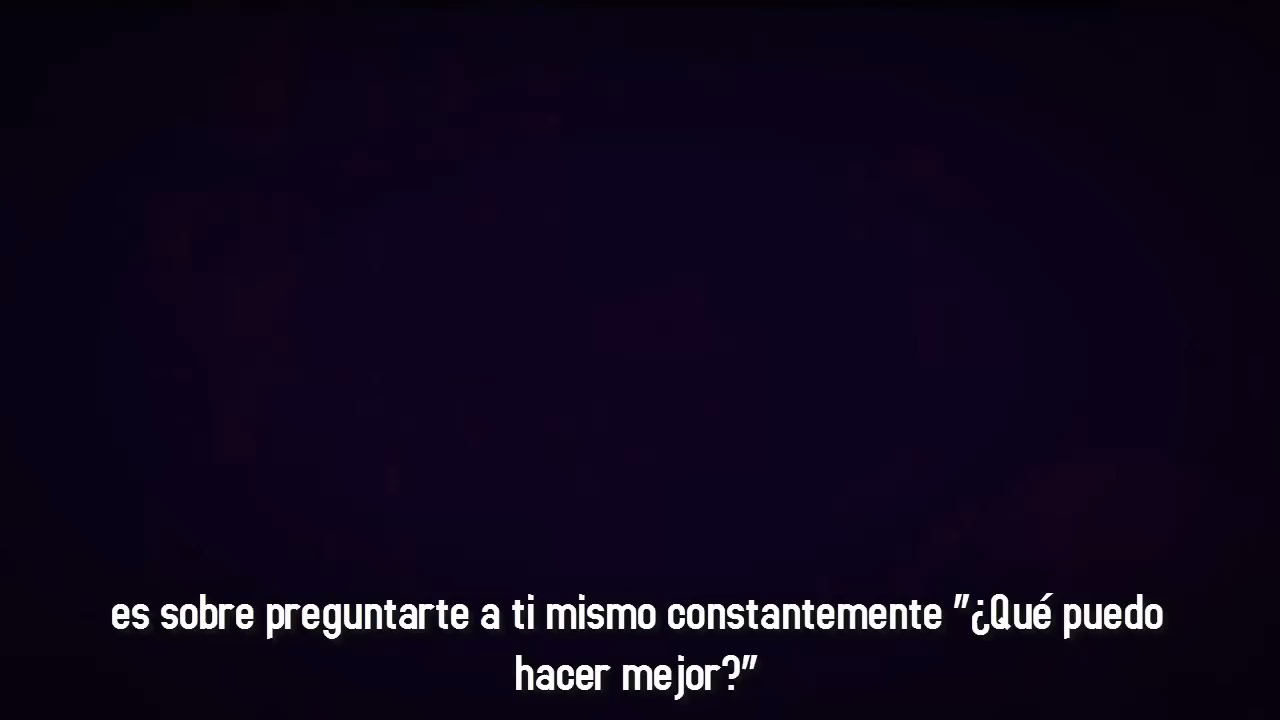 es sobre preguntarte a ti mismo constantemente "¿Qué puedo
hacer mejor?"